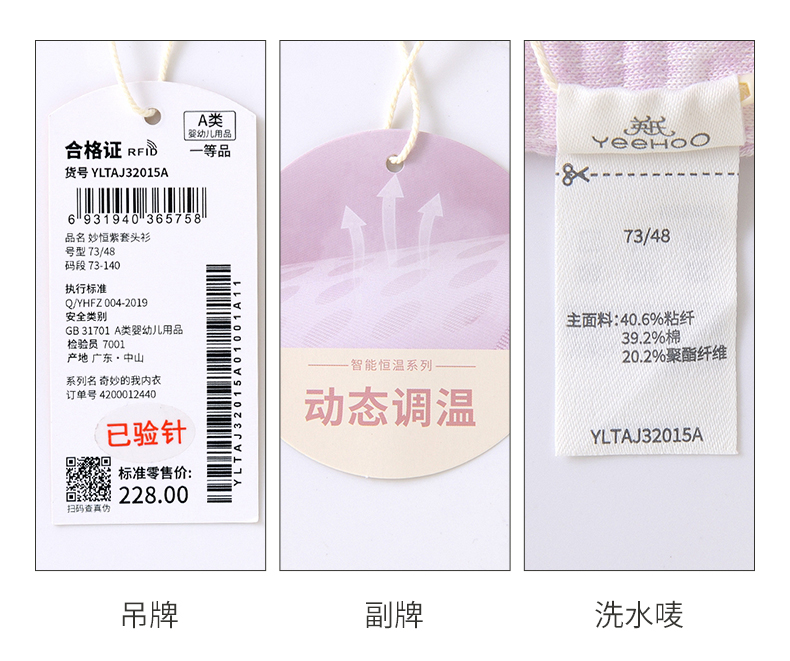 A类
婴幼儿用品
合格证 RFID
一等品
货号 YLTAJ32015A
6 931940 365758
品名 妙恒紫套头衫
号型 73/48
码段 73-140
执行标准
Q/YHFZ 004-2019
安全类别
GB 31701 A类婴幼儿用品
检验员 7001
产地 广东·中山
系列名 奇妙的我内衣
订单号 4200012440
已验针
标准零售价:
228.00
扫码查真伪
YLTAJ32015A01001A11
吊牌
智能恒温系列
动态调温
副牌
英氏
YeeHoO
73/48
主面料:40.6%粘纤
39.2%棉
20.2%聚酯纤维
YLTAJ32015A
洗水唛